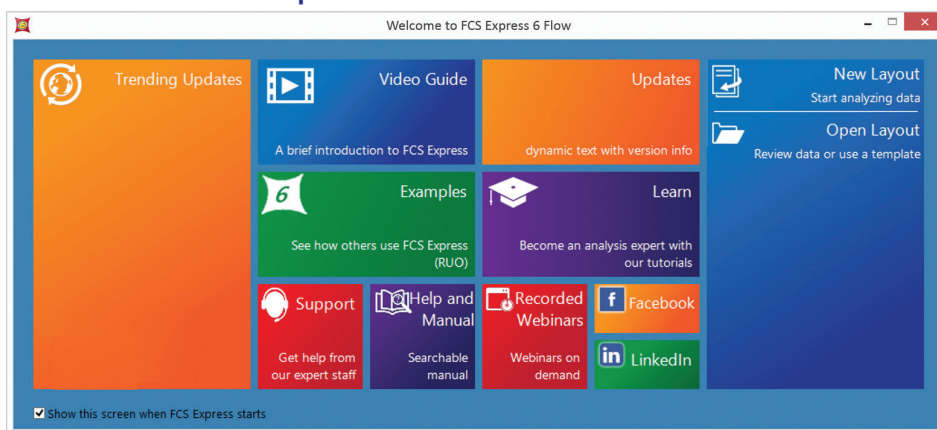 Welcome to FCS Express 6 Flow
Trending Updates
Video Guide
A brief introduction to FCS Express
Updates
dynamic text with version info
New Layout
Start analyzing data
Open Layout
Review data or use a template
6
Examples
See how others use FCS Express
(RUO)
Learn
Become an analysis expert with
our tutorials
Support
Get help from
our expert staff
Help and
Manual
Searchable
manual
Recorded
Webinars
Webinars on
demand
f Facebook
in LinkedIn
Show this screen when FCS Express starts